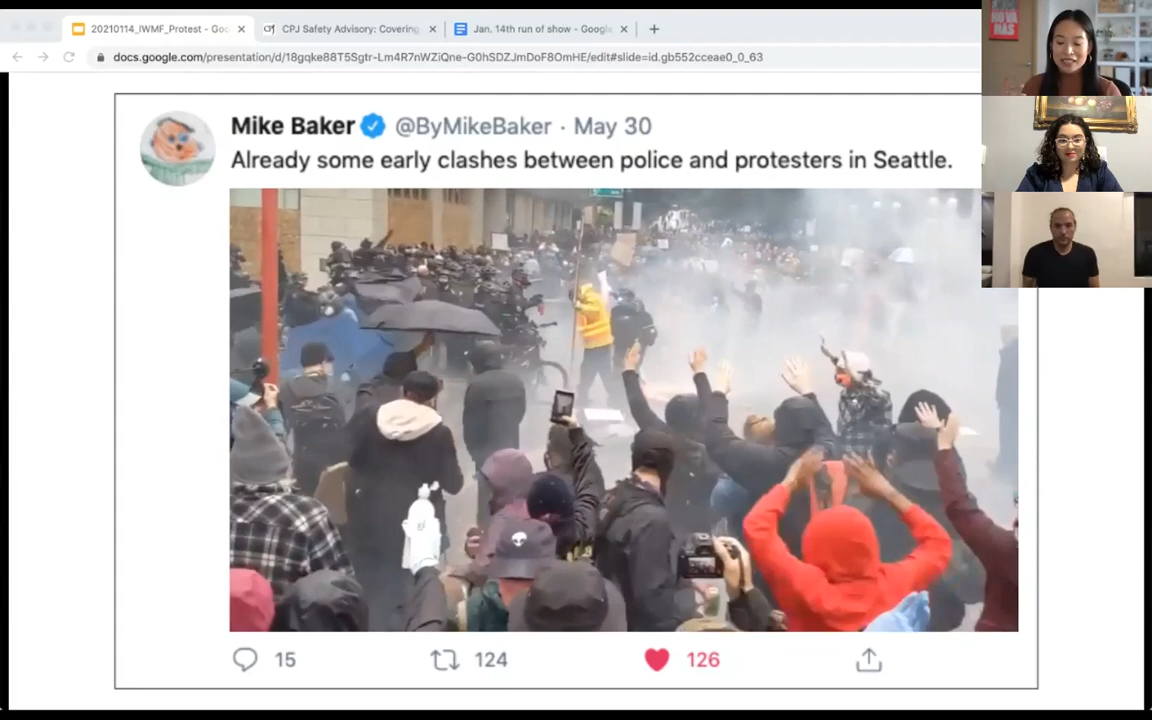 20210114_IWMF_Protest - Goo
CPJ Safety Advisory: Covering
Jan. 14th run of show - Google
docs.google.com/presentation/d/18gqke88T5Sgtr-Lm4R7nWZiQne-G0hSDZJmDoF8OmHE/edit#slide=id.gb552cceae0_0_63
Mike Baker @ByMikeBaker · May 30
Already some early clashes between police and protesters in Seattle.
15 124 126